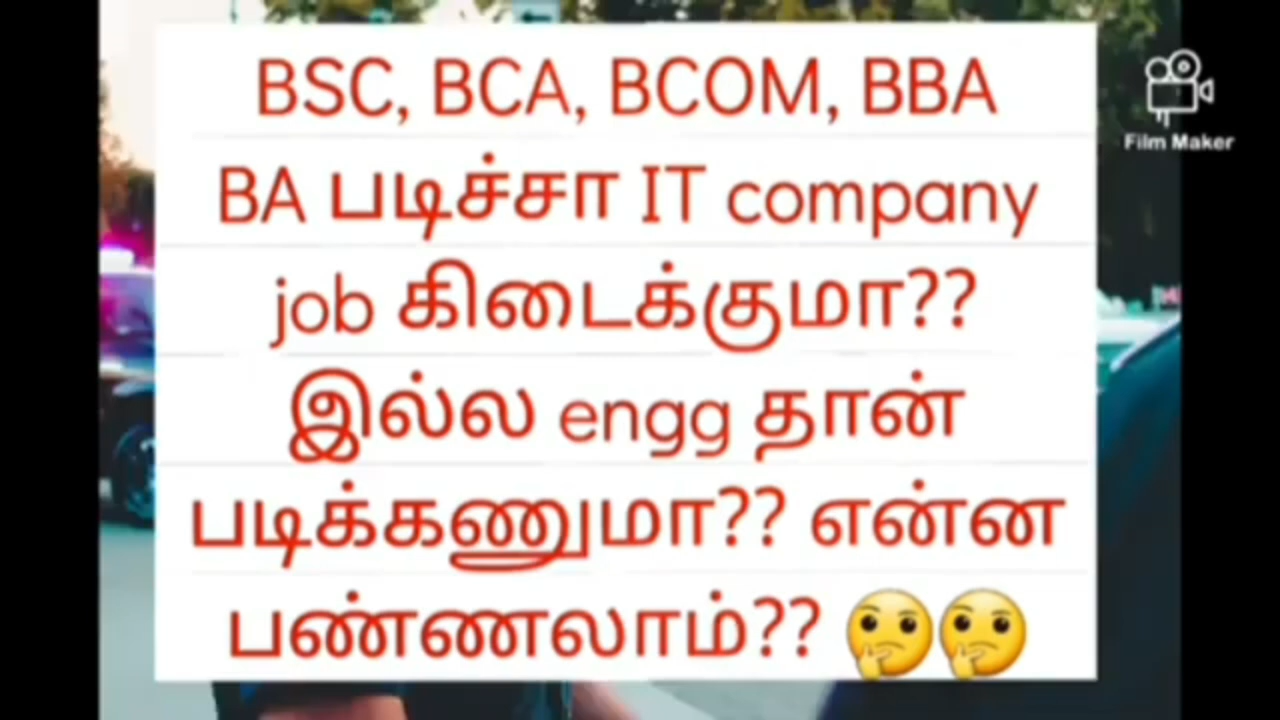 BSC, BCA, BCOM, BBA
BA படிச்சா IT company
job கிடைக்குமா??
இல்ல engg தான்
படிக்கணுமா?? என்ன
பண்ணலாம்?? 🤔🤔
Film Maker